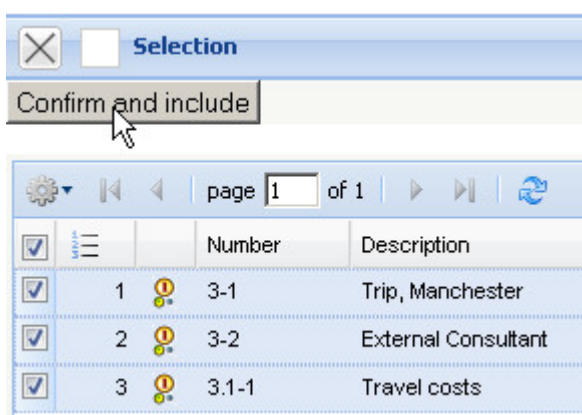 Selection
Confirm and include
page 1 of 1
Number Description
1 3-1 Trip, Manchester
2 3-2 External Consultant
3 3.1-1 Travel costs